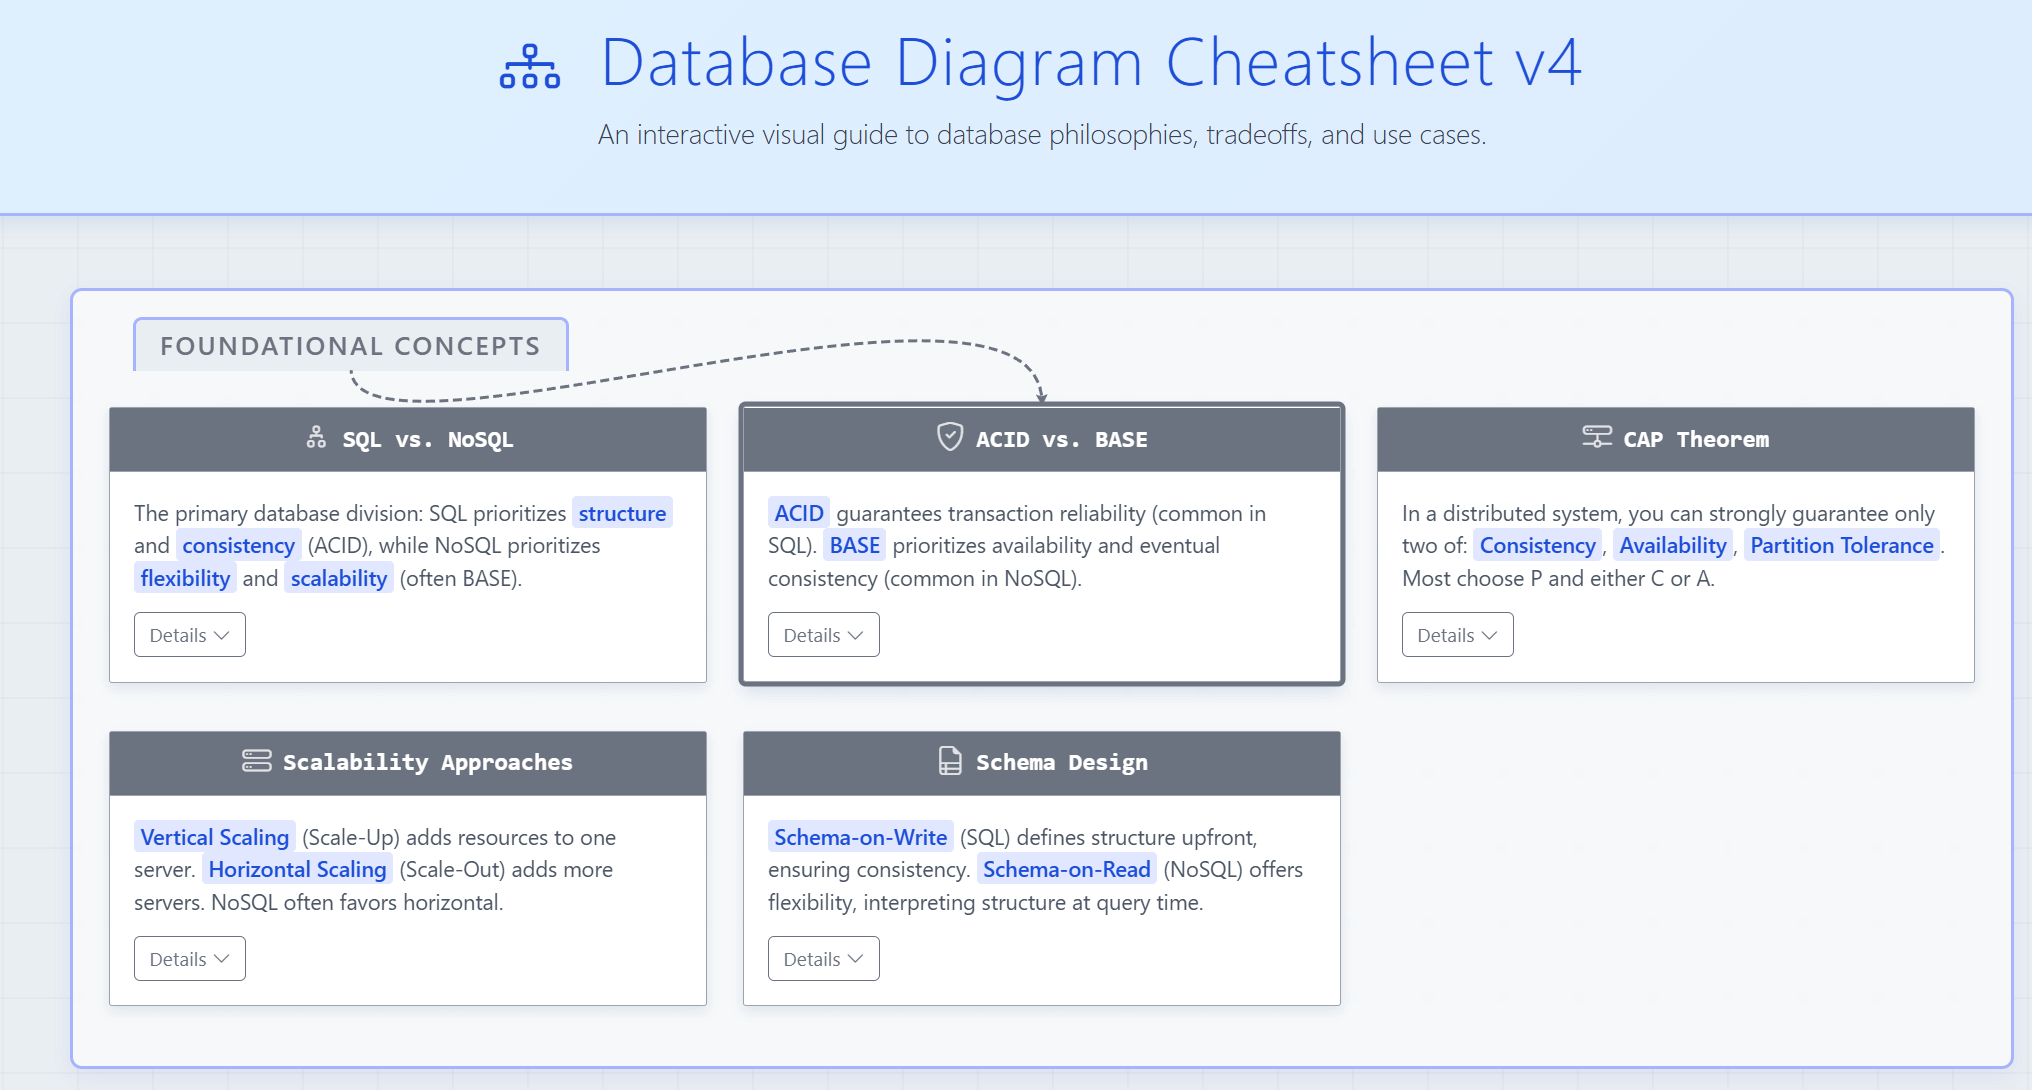 Database Diagram Cheatsheet v4
An interactive visual guide to database philosophies, tradeoffs, and use cases.
FOUNDATIONAL CONCEPTS
SQL vs. NoSQL
The primary database division: SQL prioritizes structure
and consistency (ACID), while NoSQL prioritizes
flexibility and scalability (often BASE).
Details
ACID vs. BASE
ACID guarantees transaction reliability (common in
SQL). BASE prioritizes availability and eventual
consistency (common in NoSQL).
Details
CAP Theorem
In a distributed system, you can strongly guarantee only
two of: Consistency, Availability, Partition Tolerance.
Most choose P and either C or A.
Details
Scalability Approaches
Vertical Scaling (Scale-Up) adds resources to one
server. Horizontal Scaling (Scale-Out) adds more
servers. NoSQL often favors horizontal.
Details
Schema Design
Schema-on-Write (SQL) defines structure upfront,
ensuring consistency. Schema-on-Read (NoSQL) offers
flexibility, interpreting structure at query time.
Details